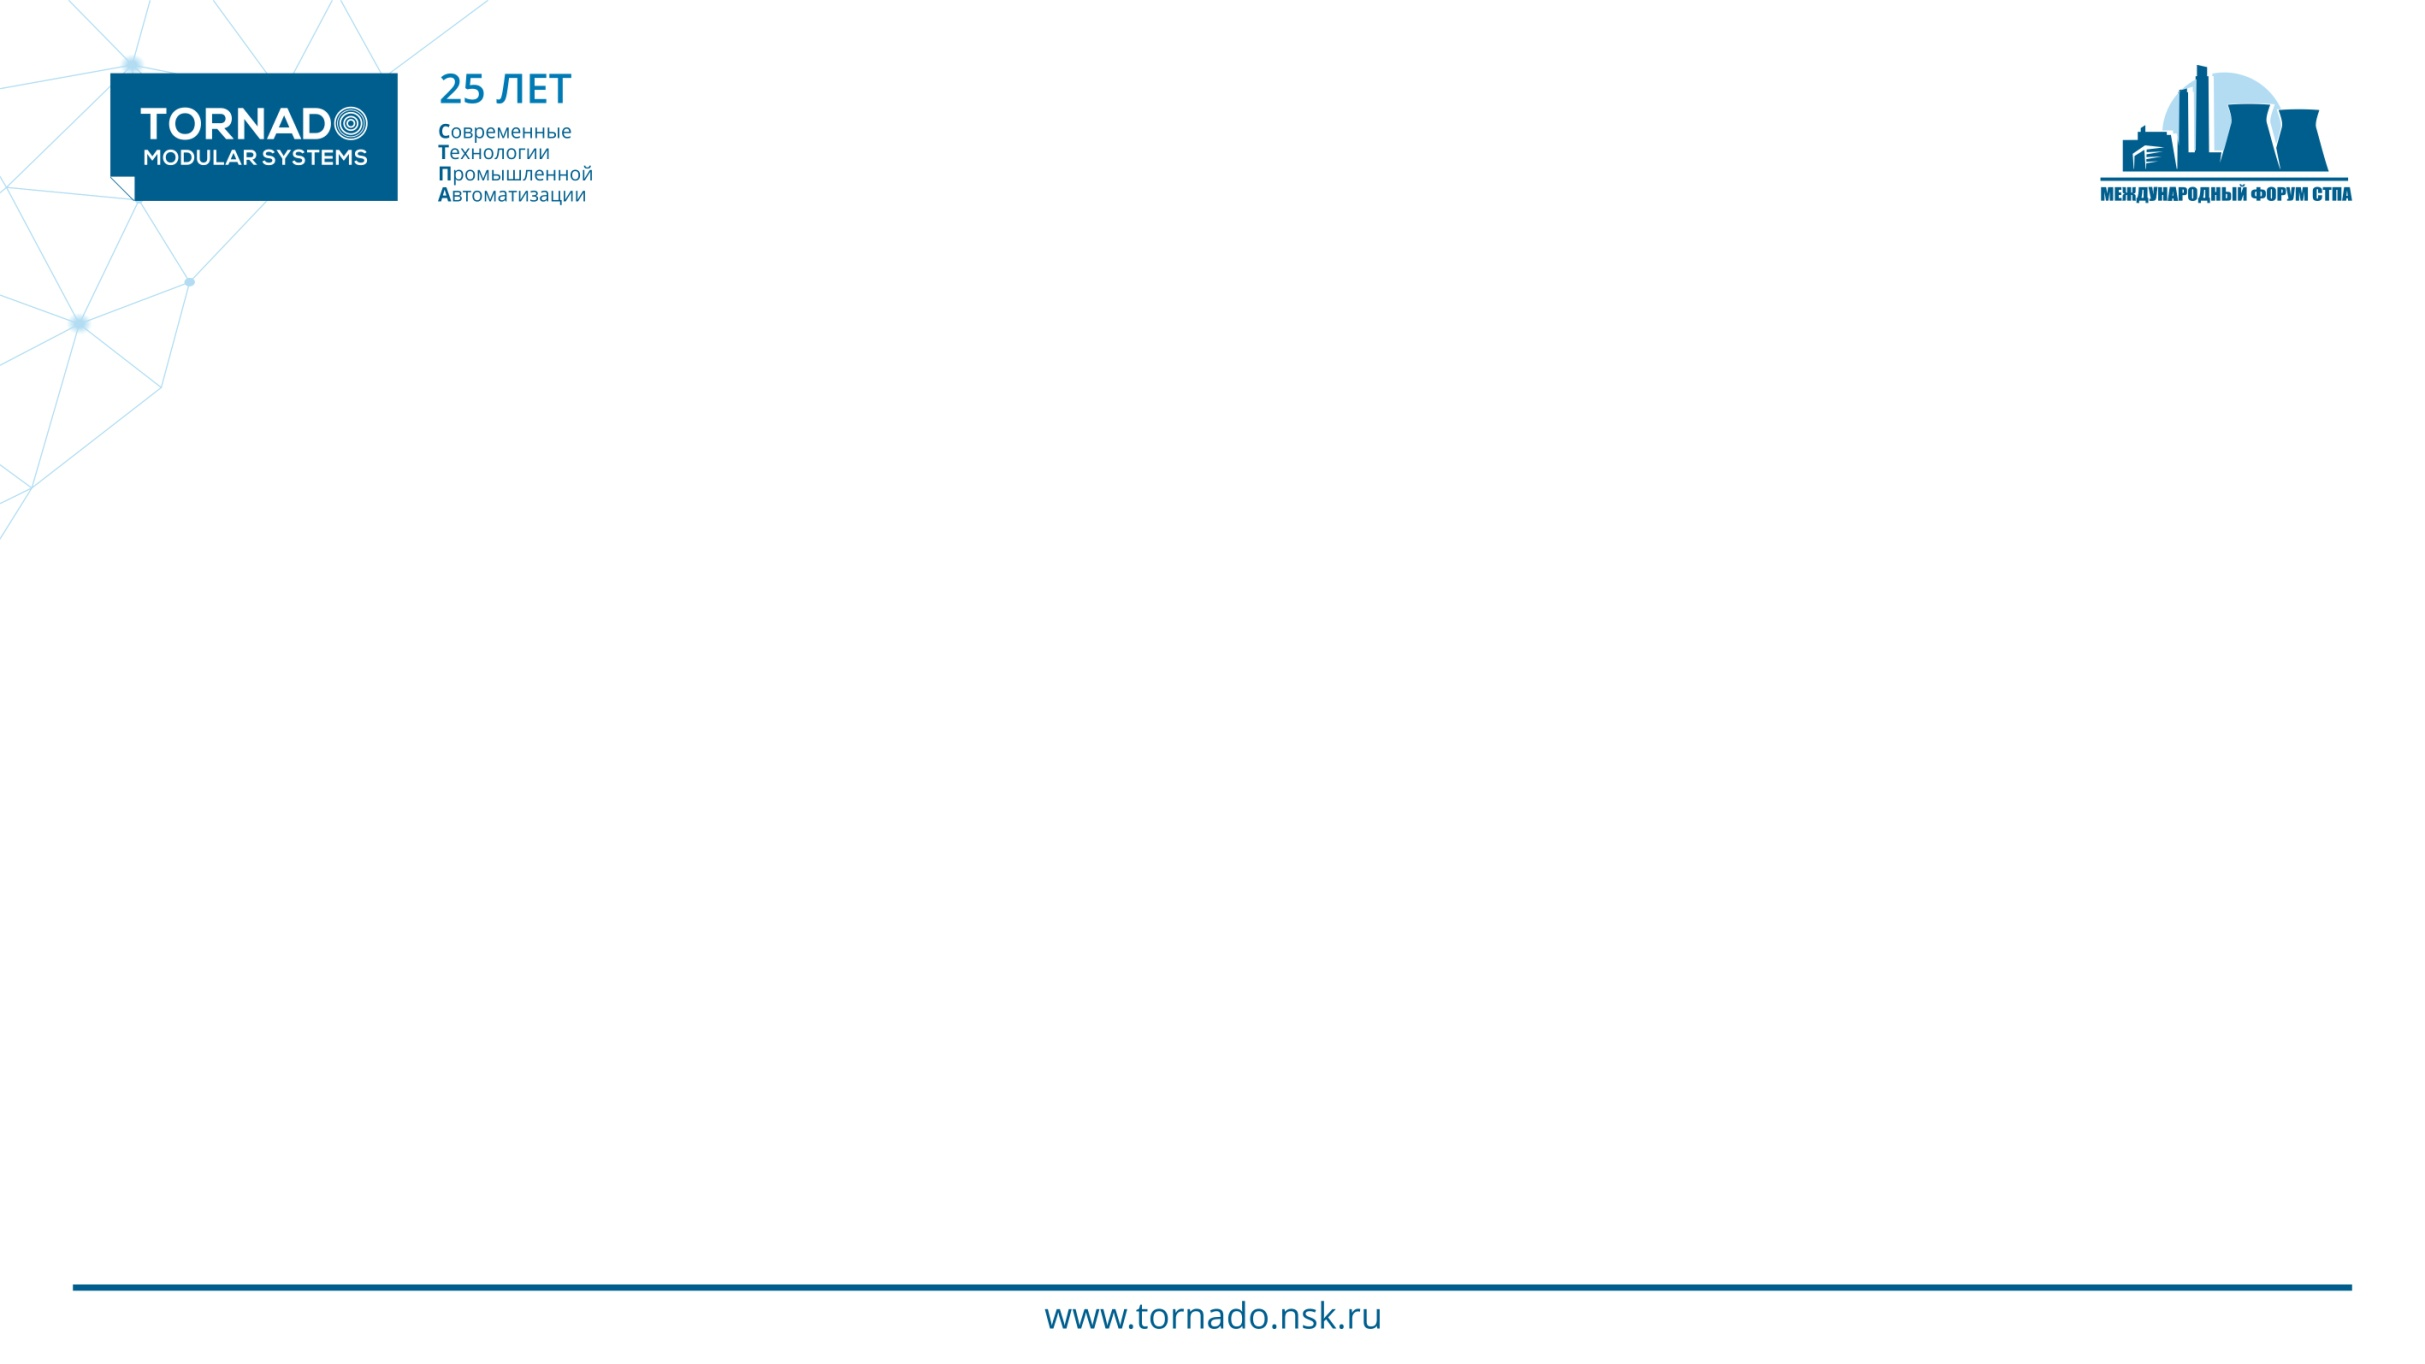 TORNADO
MODULAR SYSTEMS
25 ЛЕТ
Современные
Технологии
Промышленной
Автоматизации
МЕЖДУНАРОДНЫЙ ФОРУМ СТПА
www.tornado.nsk.ru